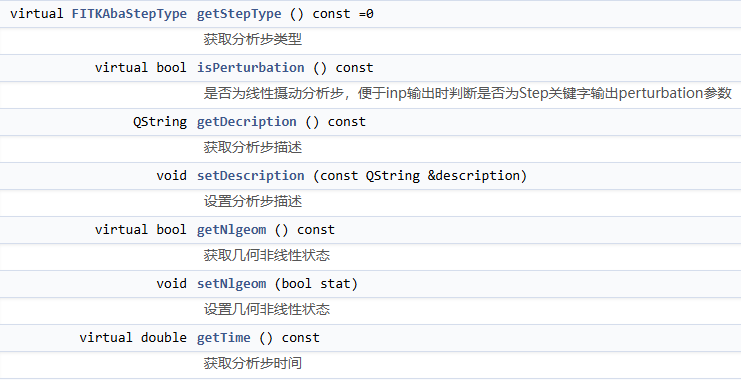 virtual FITKAbaStepType getStepType () const =0
获取分析步类型
virtual bool isPerturbation () const
是否为线性摄动分析步，便于inp输出时判断是否为Step关键字输出perturbation参数
QString getDecription () const
获取分析步描述
void setDescription (const QString &description)
设置分析步描述
virtual bool getNlgeom () const
获取几何非线性状态
void setNlgeom (bool stat)
设置几何非线性状态
virtual double getTime () const
获取分析步时间